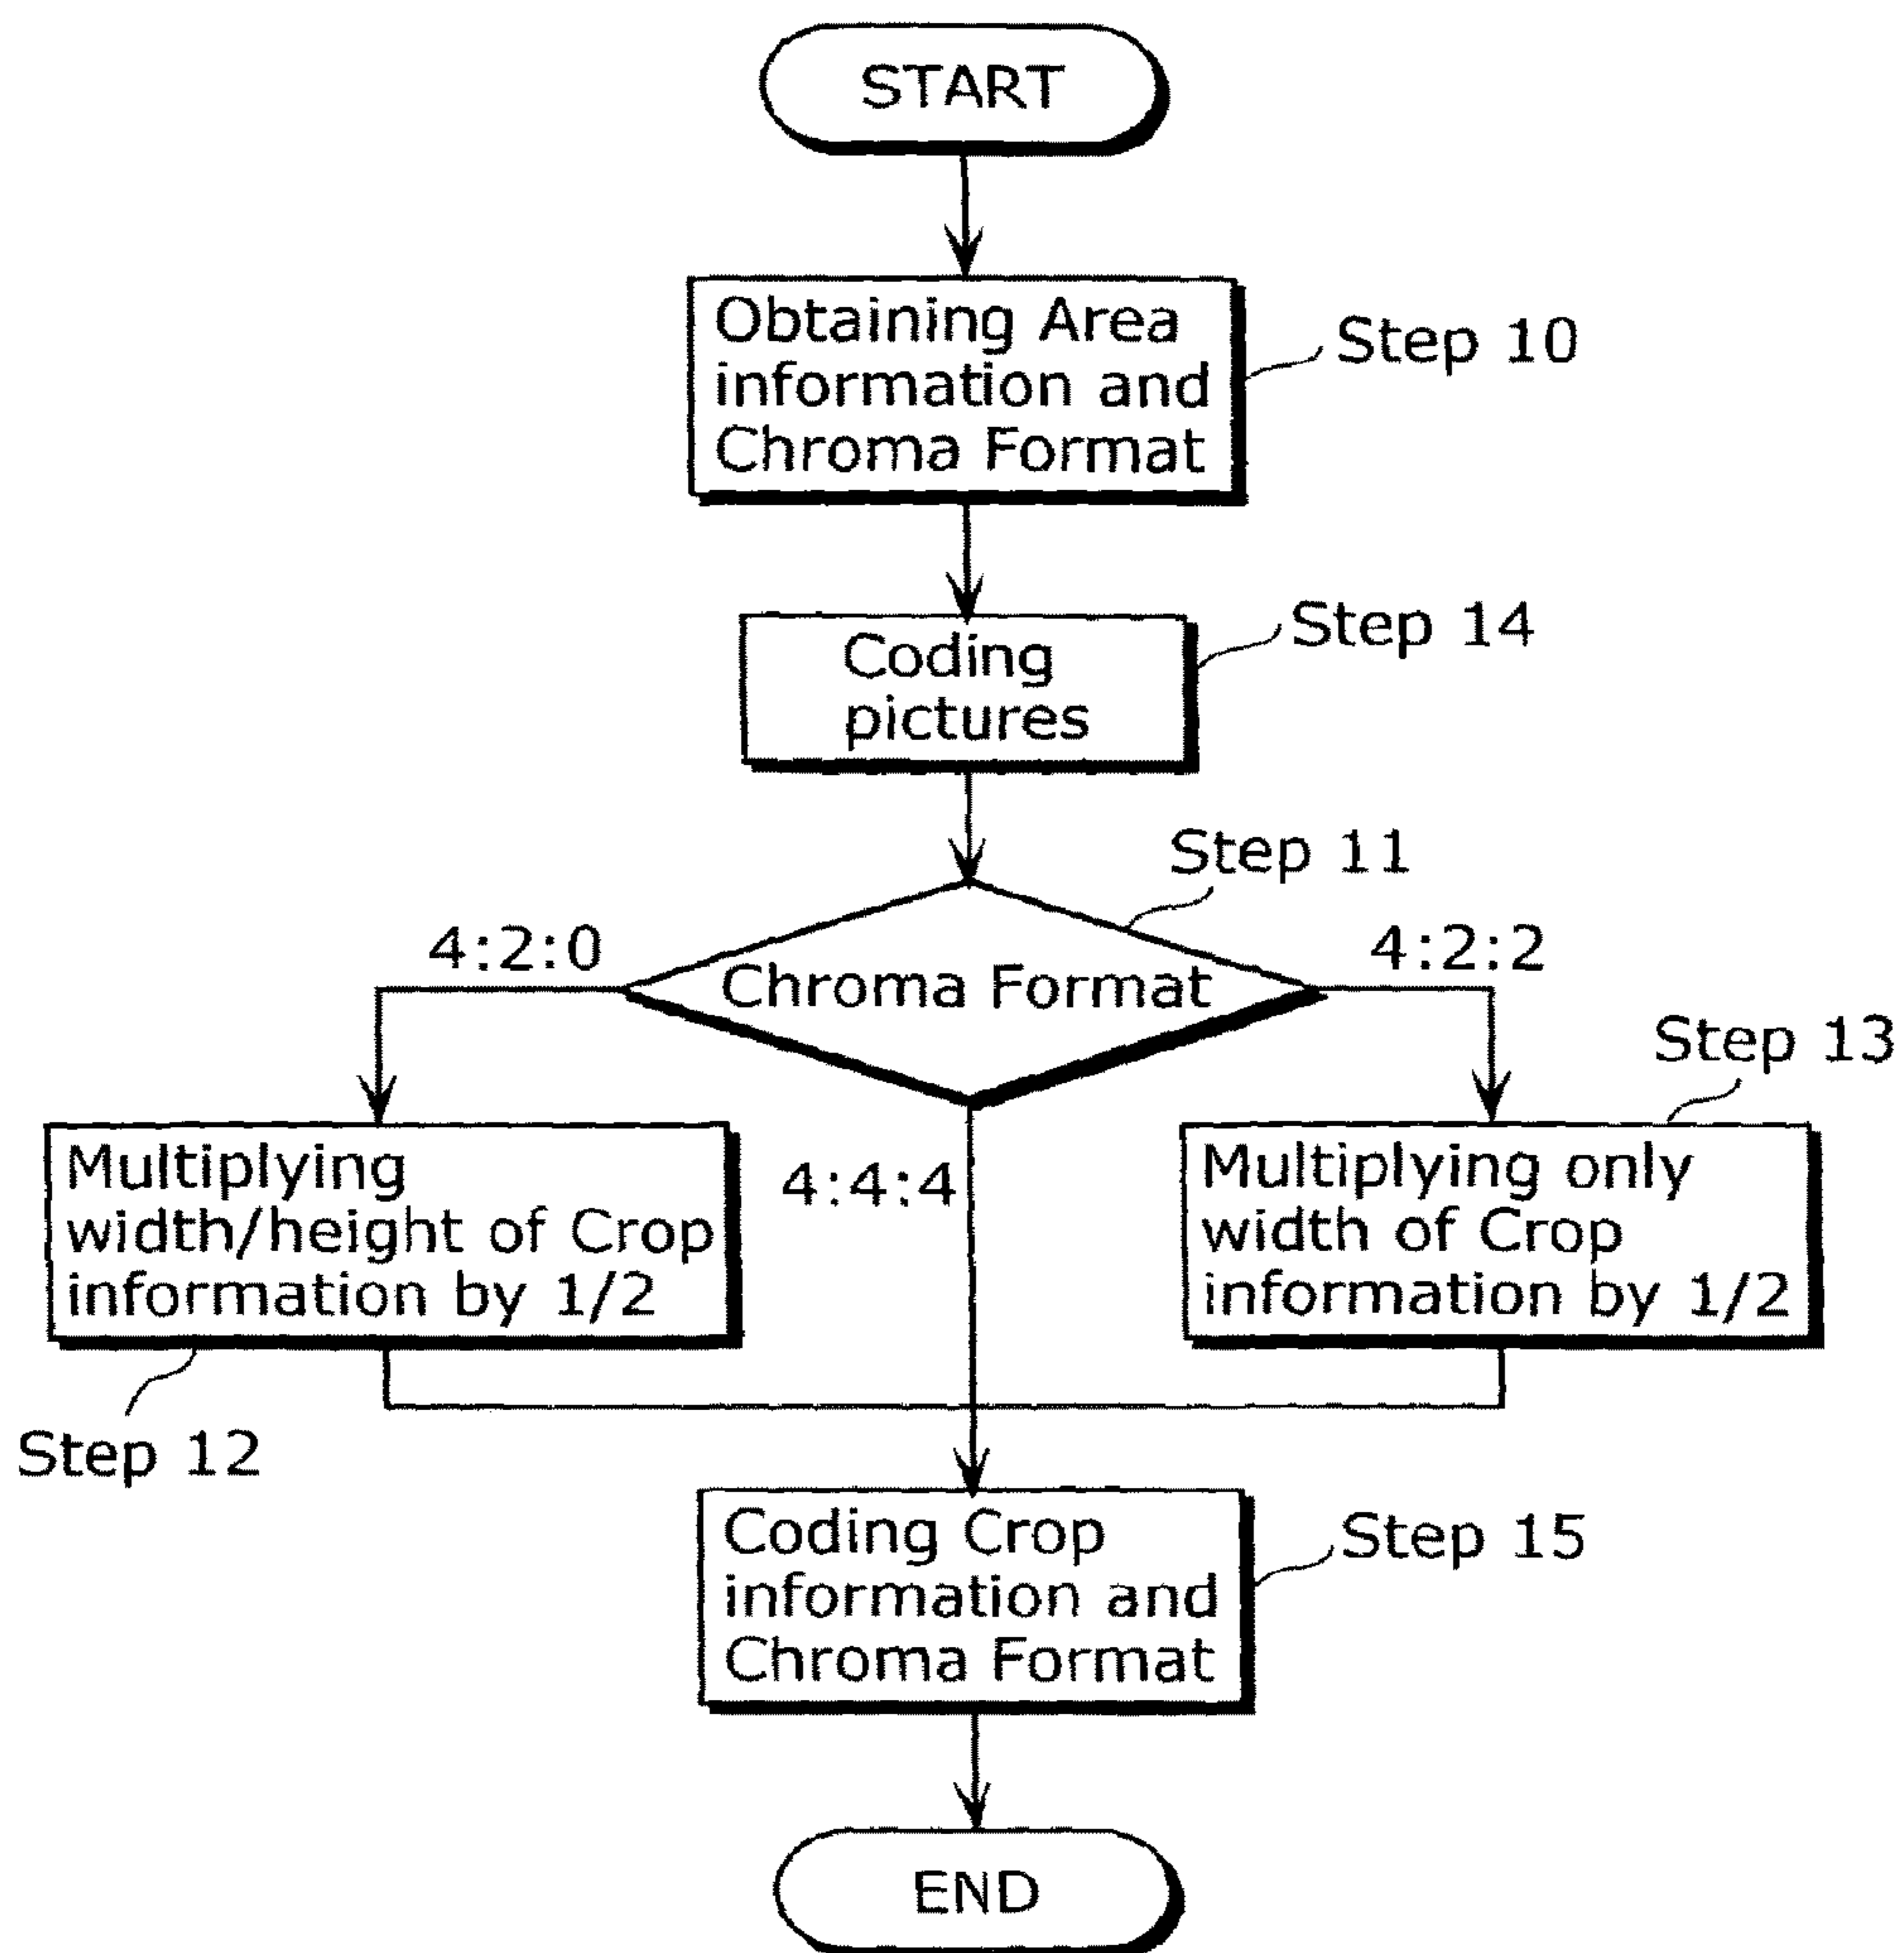 START
Obtaining Area
information and
Chroma Format
Step 10
Coding
pictures
Step 14
Step 11
4:2:0
Chroma Format
4:2:2
Step 13
Multiplying
width/height of Crop
information by 1/2
4:4:4
Multiplying only
width of Crop
information by 1/2
Step 12
Coding Crop
information and
Chroma Format
Step 15
END